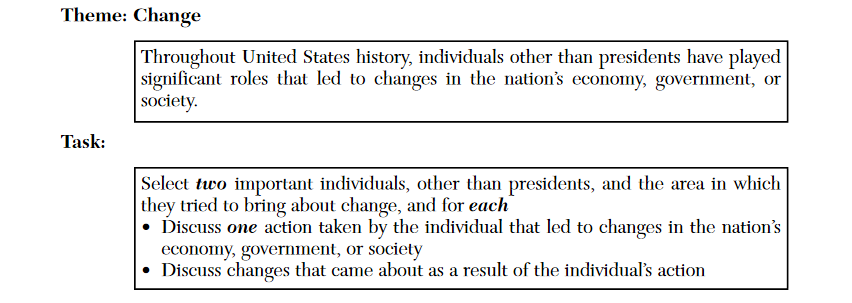 Theme: Change
Throughout United States history, individuals other than presidents have played
significant roles that led to changes in the nation's economy, government, or
society.
Task:
Select two important individuals, other than presidents, and the area in which
they tried to bring about change, and for each
• Discuss one action taken by the individual that led to changes in the nation's
economy, government, or society
• Discuss changes that came about as a result of the individual's action